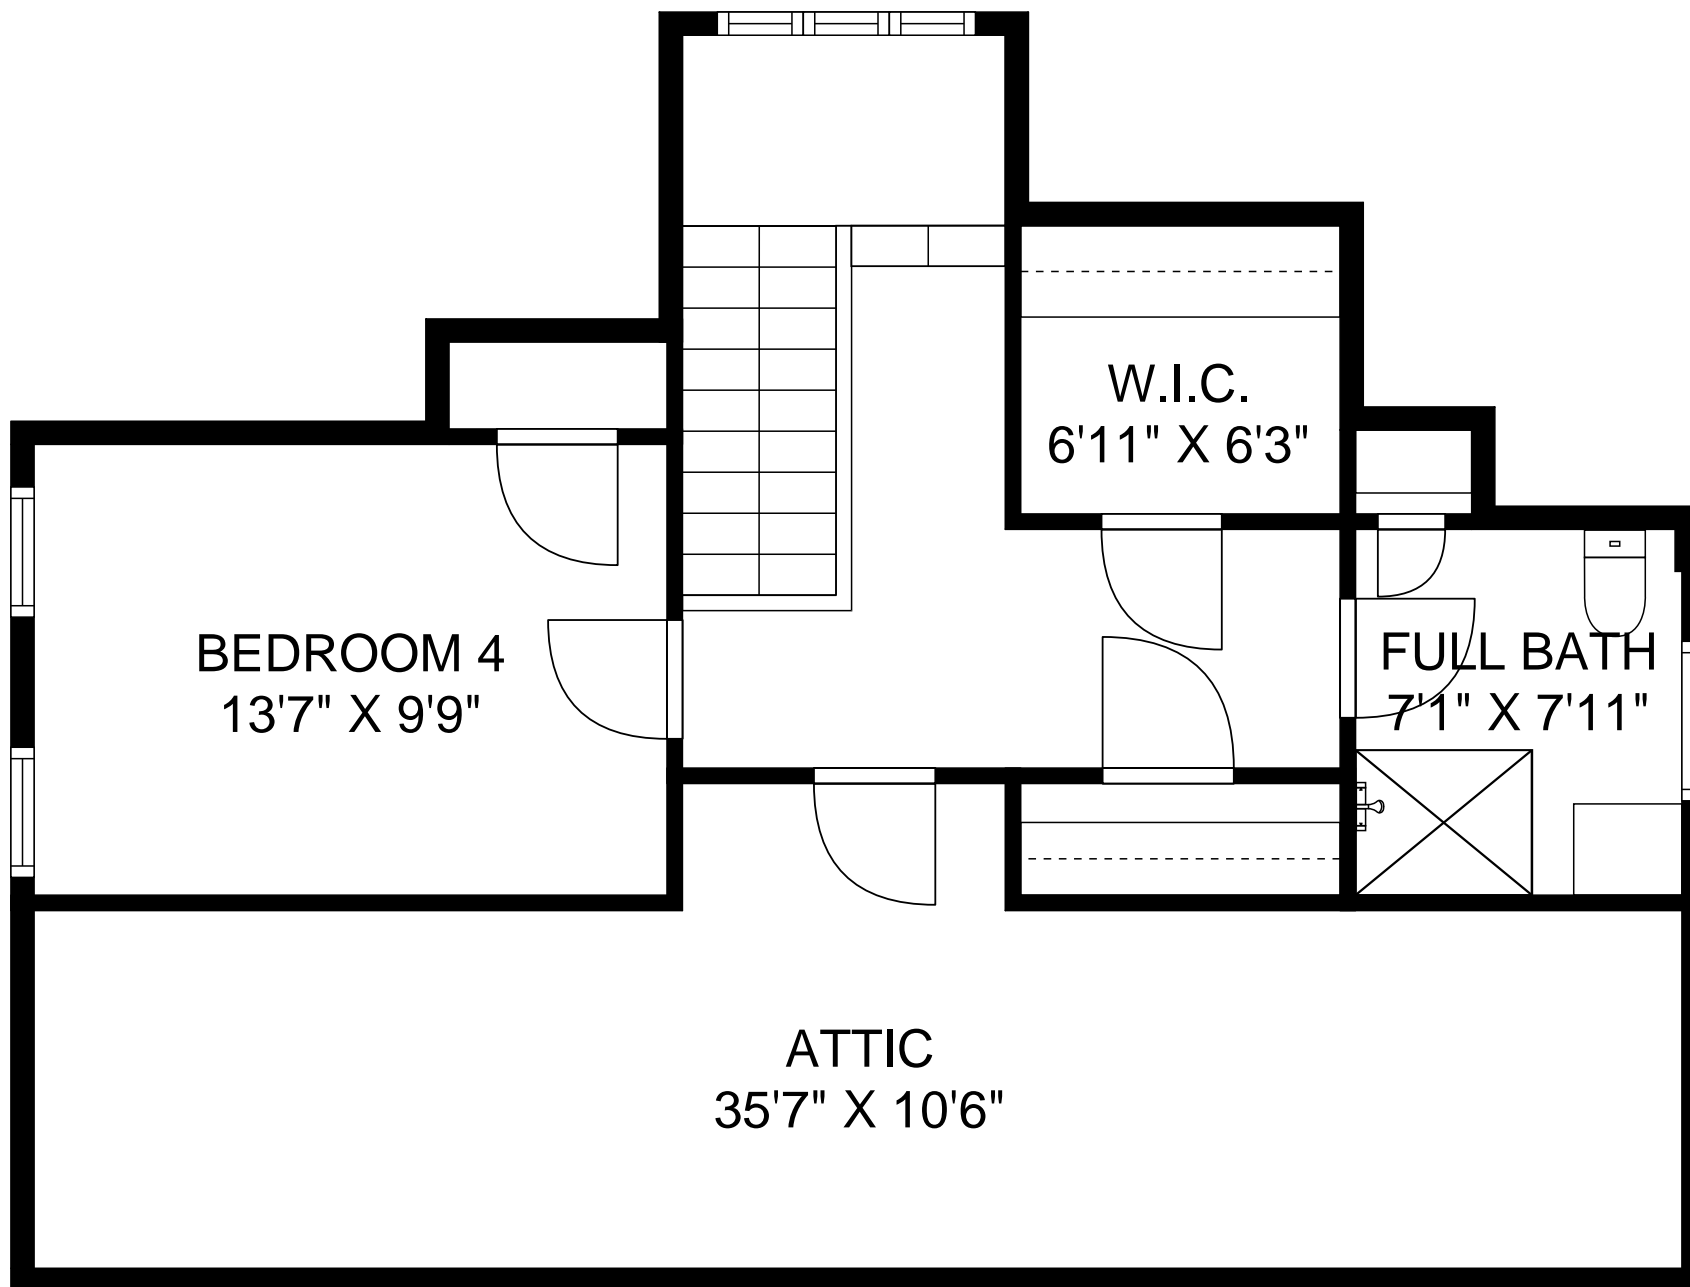 W.I.C.
6'11" X 6'3"
BEDROOM 4
13'7" X 9'9"
FULL BATH
7'1" X 7'11"
ATTIC
35'7" X 10'6"